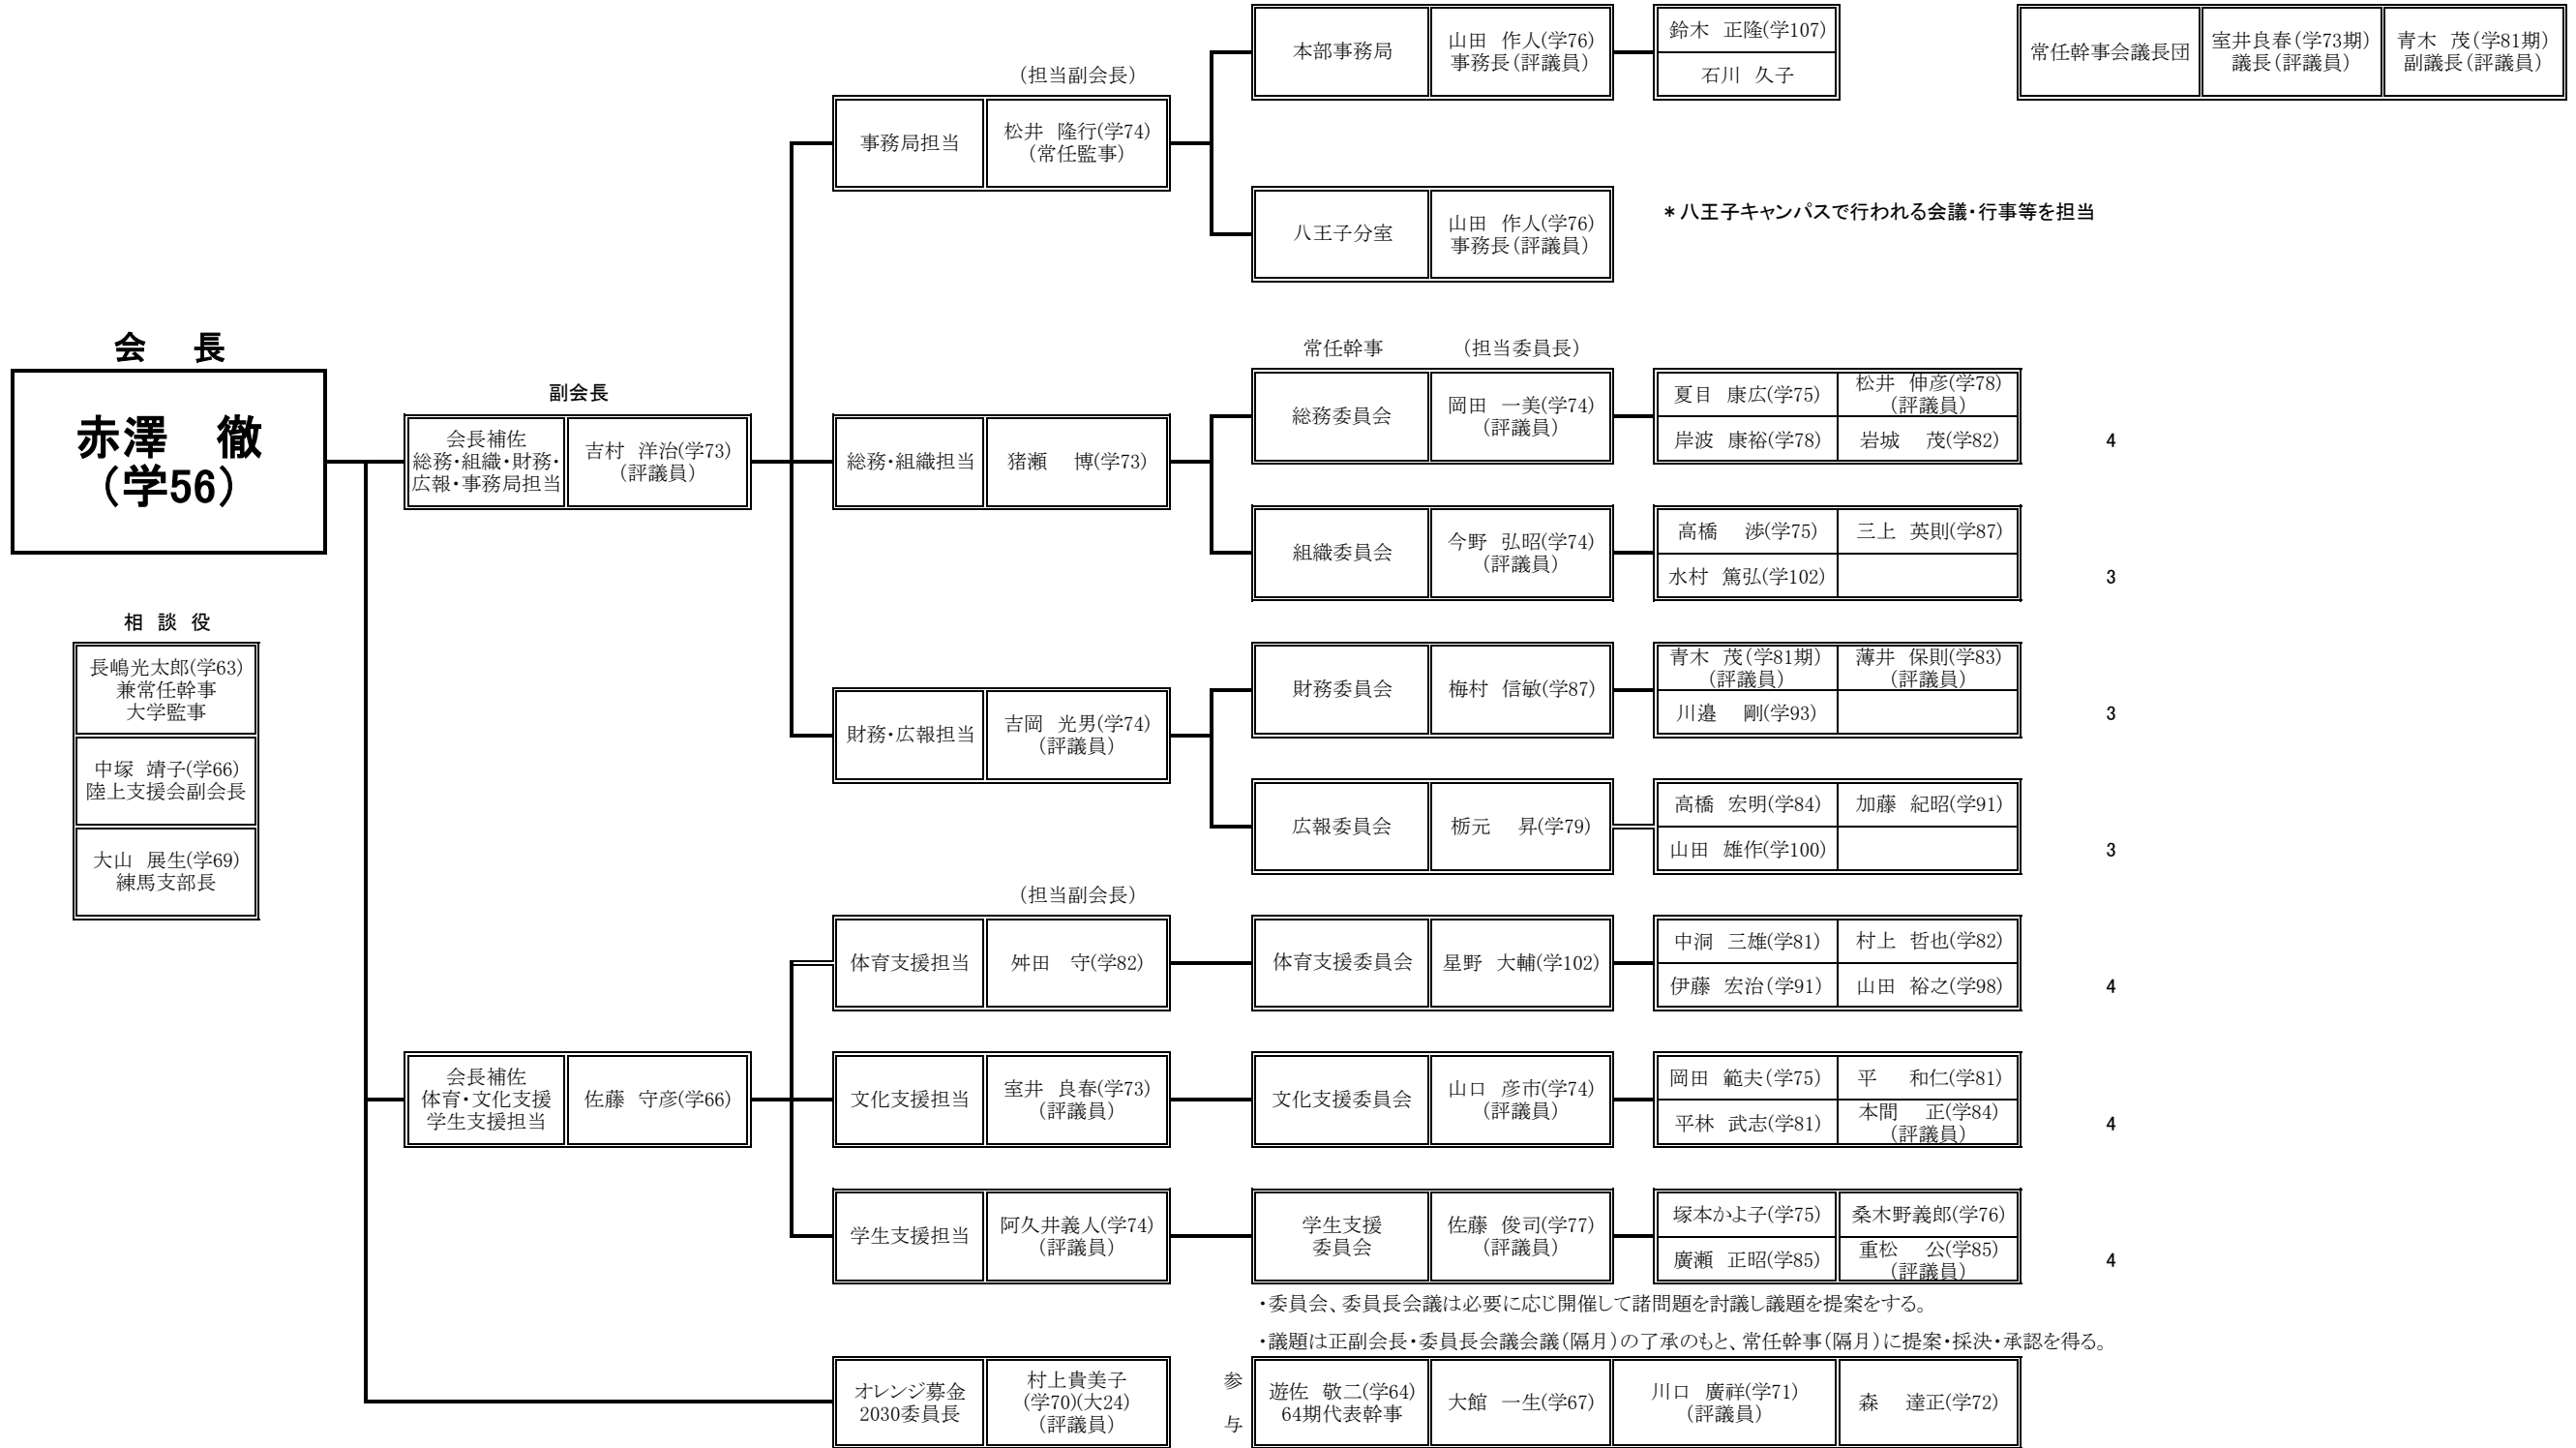 本部事務局
山田 作人(学76)
事務長(評議員)
鈴木 正隆(学107)
石川 久子
常任幹事会議長団
室井良春(学73期)
議長(評議員)
青木 茂(学81期)
副議長(評議員)
(担当副会長)
事務局担当
松井 隆行(学74)
(常任監事)
八王子分室
山田 作人(学76)
事務長(評議員)
*八王子キャンパスで行われる会議・行事等を担当
会 長
赤澤 徹
(学56)
副会長
会長補佐
総務・組織・財務・
広報・事務局担当
吉村 洋治(学73)
(評議員)
総務・組織担当
猪瀬 博(学73)
常任幹事
(担当委員長)
総務委員会
岡田 一美(学74)
(評議員)
夏目 康広(学75)
松井 伸彦(学78)
(評議員)
岸波 康裕(学78)
岩城 茂(学82)
4
組織委員会
今野 弘昭(学74)
(評議員)
高橋 渉(学75)
三上 英則(学87)
水村 篤弘(学102)
3
相 談 役
長嶋光太郎(学63)
兼常任幹事
大学監事
中塚 靖子(学66)
陸上支援会副会長
大山 展生(学69)
練馬支部長
財務・広報担当
吉岡 光男(学74)
(評議員)
財務委員会
梅村 信敏(学87)
青木 茂(学81期)
(評議員)
薄井 保則(学83)
(評議員)
川邉 剛(学93)
3
広報委員会
栃元 昇(学79)
高橋 宏明(学84)
加藤 紀昭(学91)
山田 雄作(学100)
3
(担当副会長)
体育支援担当
舛田 守(学82)
体育支援委員会
星野 大輔(学102)
中洞 三雄(学81)
村上 哲也(学82)
伊藤 宏治(学91)
山田 裕之(学98)
4
会長補佐
体育・文化支援
学生支援担当
佐藤 守彦(学66)
文化支援担当
室井 良春(学73)
(評議員)
文化支援委員会
山口 彦市(学74)
(評議員)
岡田 範夫(学75)
平 和仁(学81)
平林 武志(学81)
本間 正(学84)
(評議員)
4
学生支援担当
阿久井義人(学74)
(評議員)
学生支援
委員会
佐藤 俊司(学77)
(評議員)
塚本かよ子(学75)
桑木野義郎(学76)
廣瀬 正昭(学85)
重松 公(学85)
(評議員)
4
・委員会、委員長会議は必要に応じ開催して諸問題を討議し議題を提案をする。
・議題は正副会長・委員長会議会議(隔月)の了承のもと、常任幹事(隔月)に提案・採決・承認を得る。
オレンジ募金
2030委員長
村上貴美子
(学70)(大24)
(評議員)
参
与
遊佐 敬二(学64)
64期代表幹事
大館 一生(学67)
川口 廣祥(学71)
(評議員)
森 達正(学72)